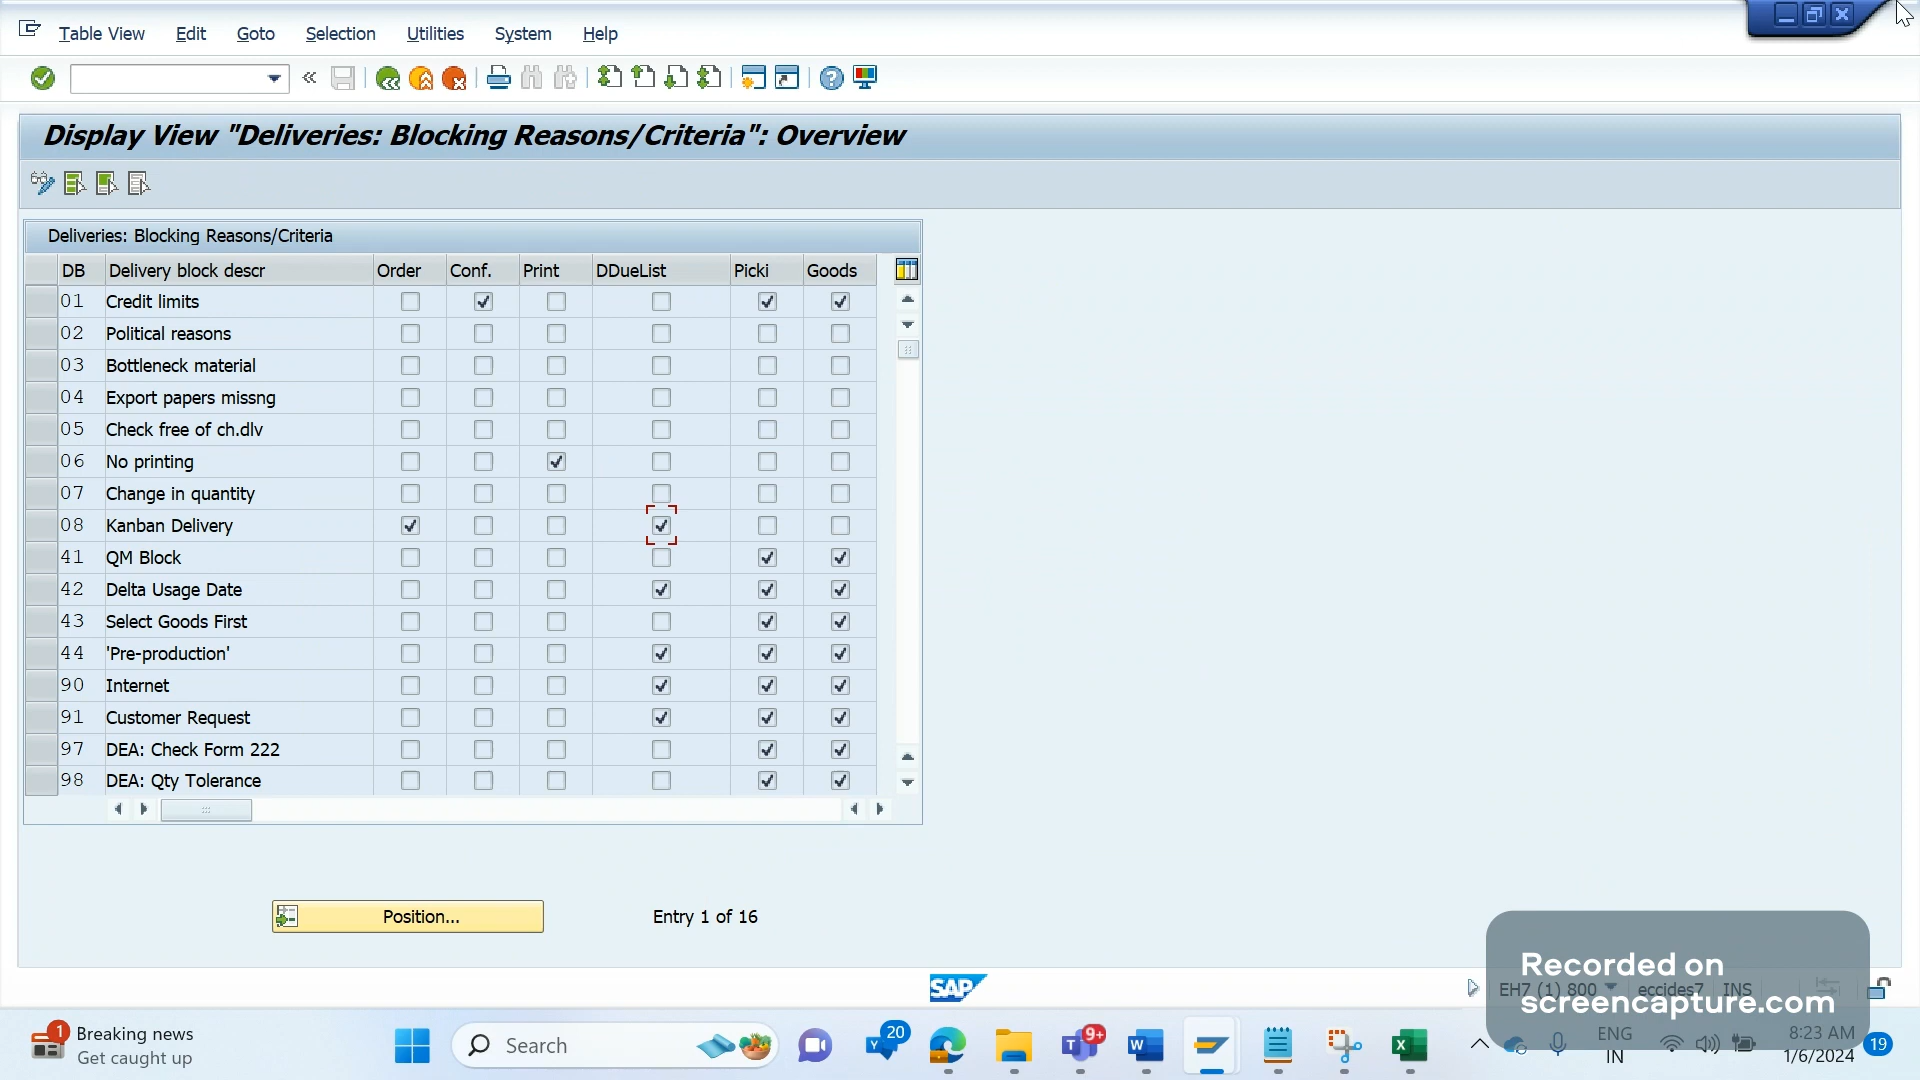 Table View Edit Goto Selection Utilities System Help
Display View "Deliveries: Blocking Reasons/Criteria": Overview
Deliveries: Blocking Reasons/Criteria
DB Delivery block descr Order Conf. Print DDueList Picki Goods
01 Credit limits
02 Political reasons
03 Bottleneck material
04 Export papers missng
05 Check free of ch.dlv
06 No printing
07 Change in quantity
08 Kanban Delivery
41 QM Block
42 Delta Usage Date
43 Select Goods First
44 'Pre-production'
90 Internet
91 Customer Request
97 DEA: Check Form 222
98 DEA: Qty Tolerance
Position... Entry 1 of 16
SAP
EH7 (1) 800 eccides7 INS
Recorded on
screencapture.com
1
Breaking news
Get caught up
Search
20
9+
ENG
IN
8:23 AM
1/6/2024
19